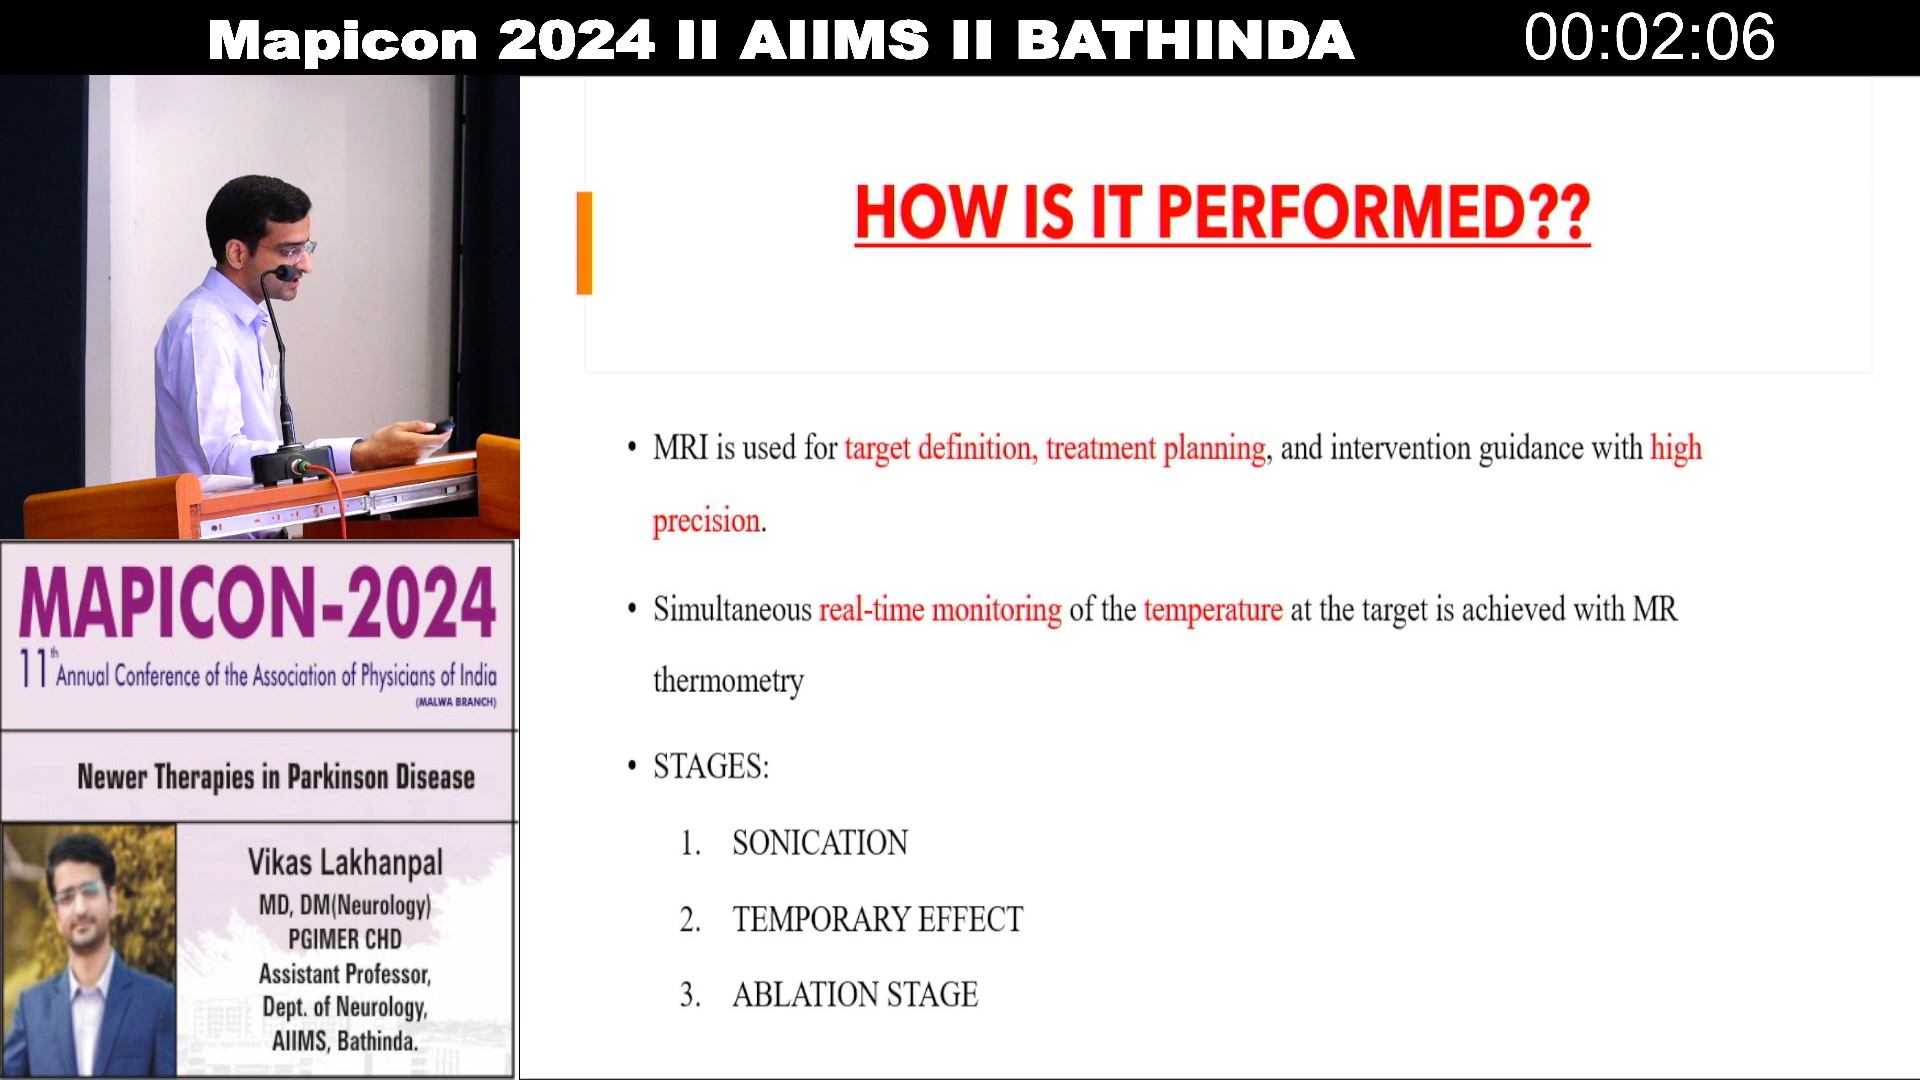 Mapicon 2024 II AIIMS II BATHINDA
00:02:06
HOW IS IT PERFORMED??
• MRI is used for target definition, treatment planning, and intervention guidance with high
precision.
• Simultaneous real-time monitoring of the temperature at the target is achieved with MR
thermometry
• STAGES:
1. SONICATION
2. TEMPORARY EFFECT
3. ABLATION STAGE
MAPICON-2024
11th Annual Conference of the Association of Physicians of India
(MALWA BRANCH)
Newer Therapies in Parkinson Disease
Vikas Lakhanpal
MD, DM(Neurology)
PGIMER CHD
Assistant Professor,
Dept. of Neurology,
AIIMS, Bathinda.